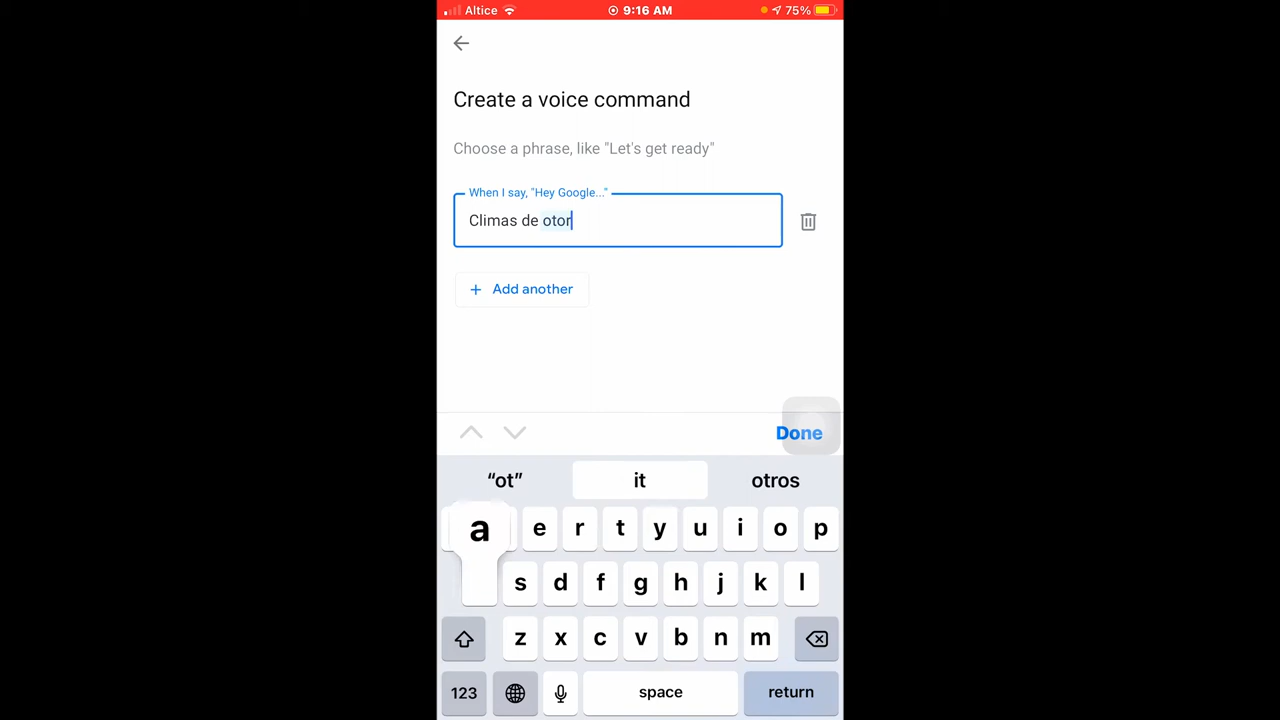 Altice 9:16 AM 75%
Create a voice command
Choose a phrase, like "Let's get ready"
When I say, "Hey Google..."
Climas de otor
+ Add another
Done
“ot” it otros
a e r t y u i o p
s d f g h j k l
z x c v b n m
123 space return